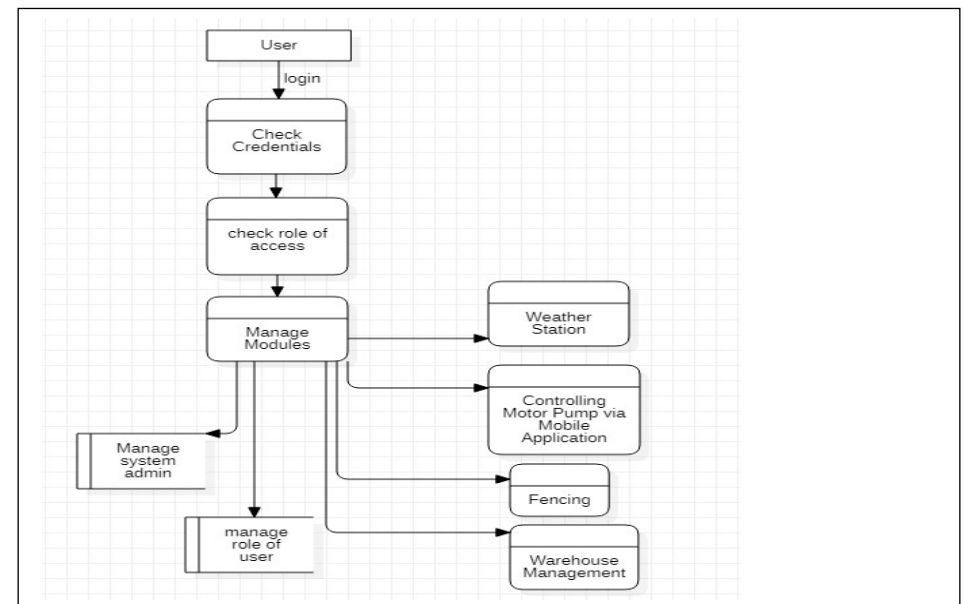 User
login
Check
Credentials
check role of
access
Manage
Modules
Weather
Station
Controlling
Motor Pump via
Mobile
Application
Manage
system
admin
Fencing
manage
role of
user
Warehouse
Management